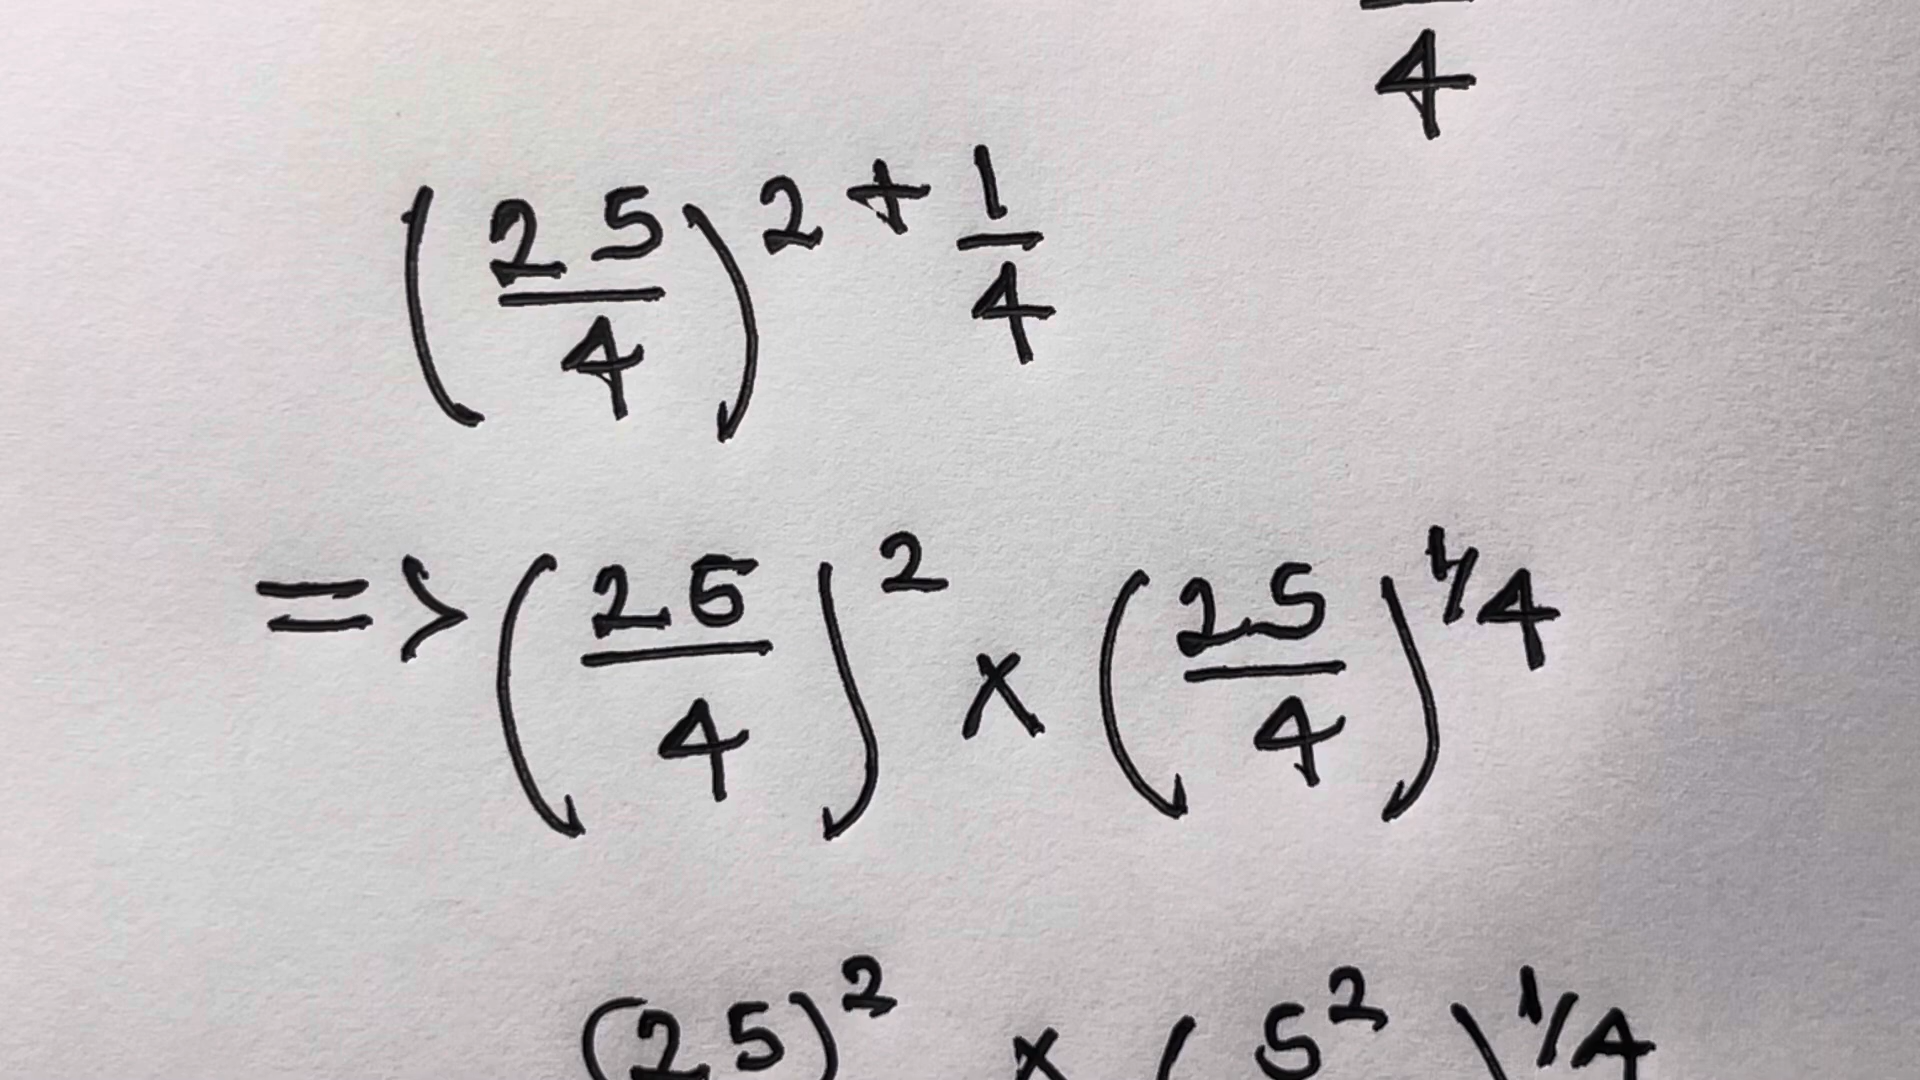 4
(25/4)^2 + 1/4
=> (25/4)^2 × (25/4)^1/4
(25)^2 × (5^2)^1/4